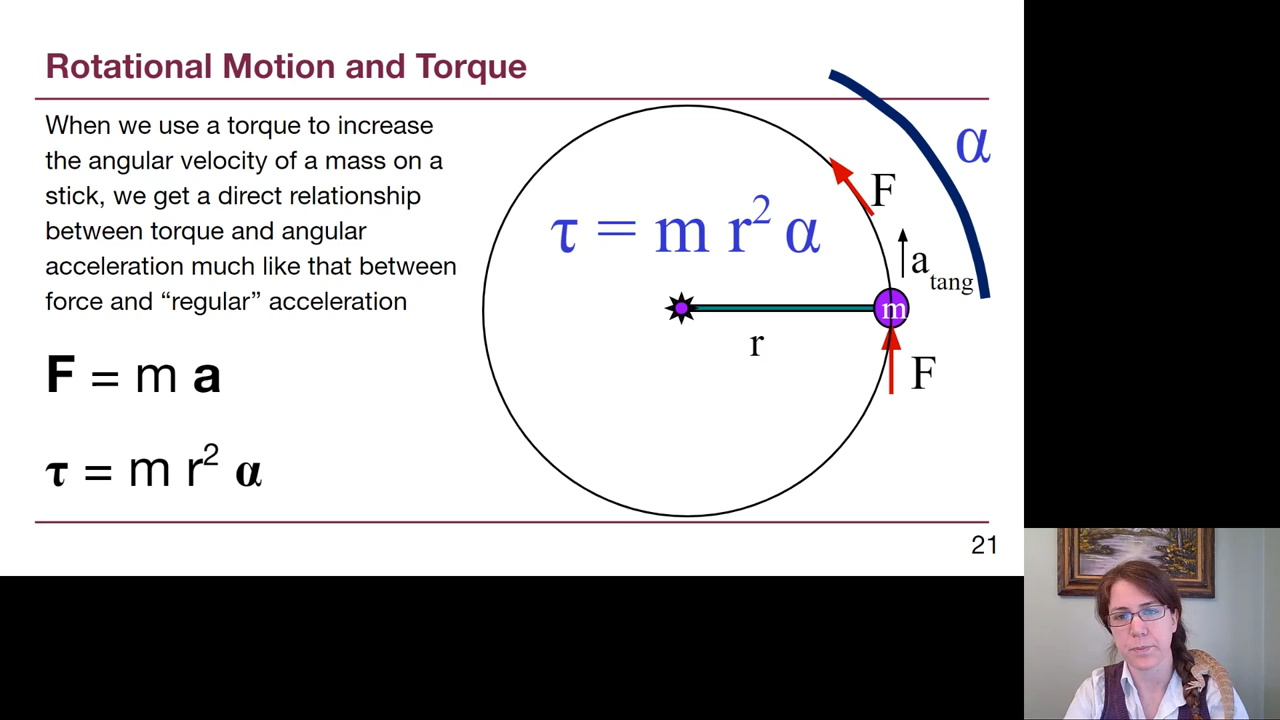 Rotational Motion and Torque
When we use a torque to increase
the angular velocity of a mass on a
stick, we get a direct relationship
between torque and angular
acceleration much like that between
force and “regular” acceleration
F = m a
τ = m r² α
τ = m r² α
α
F
a tang
m
r
F
21